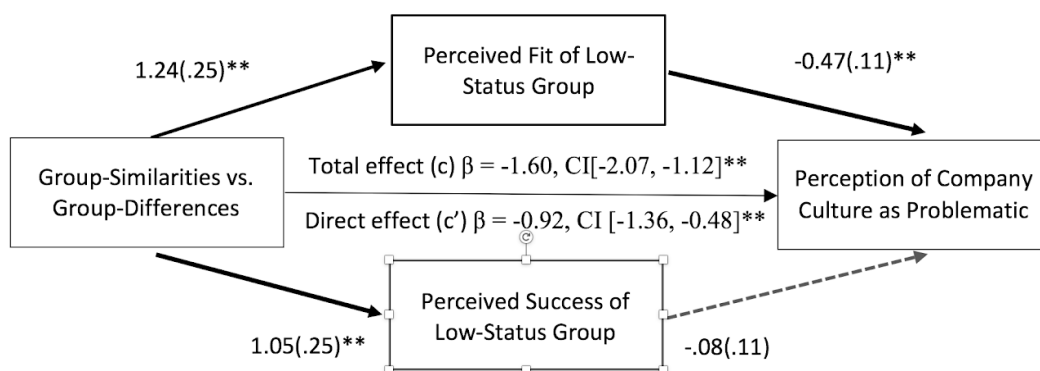 Perceived Fit of Low-
Status Group
1.24(.25)**
-0.47(.11)**
Group-Similarities vs.
Group-Differences
Total effect (c) β = -1.60, CI[-2.07, -1.12]**
Direct effect (c’) β = -0.92, CI [-1.36, -0.48]**
Perception of Company
Culture as Problematic
Perceived Success of
Low-Status Group
1.05(.25)**
-.08(.11)